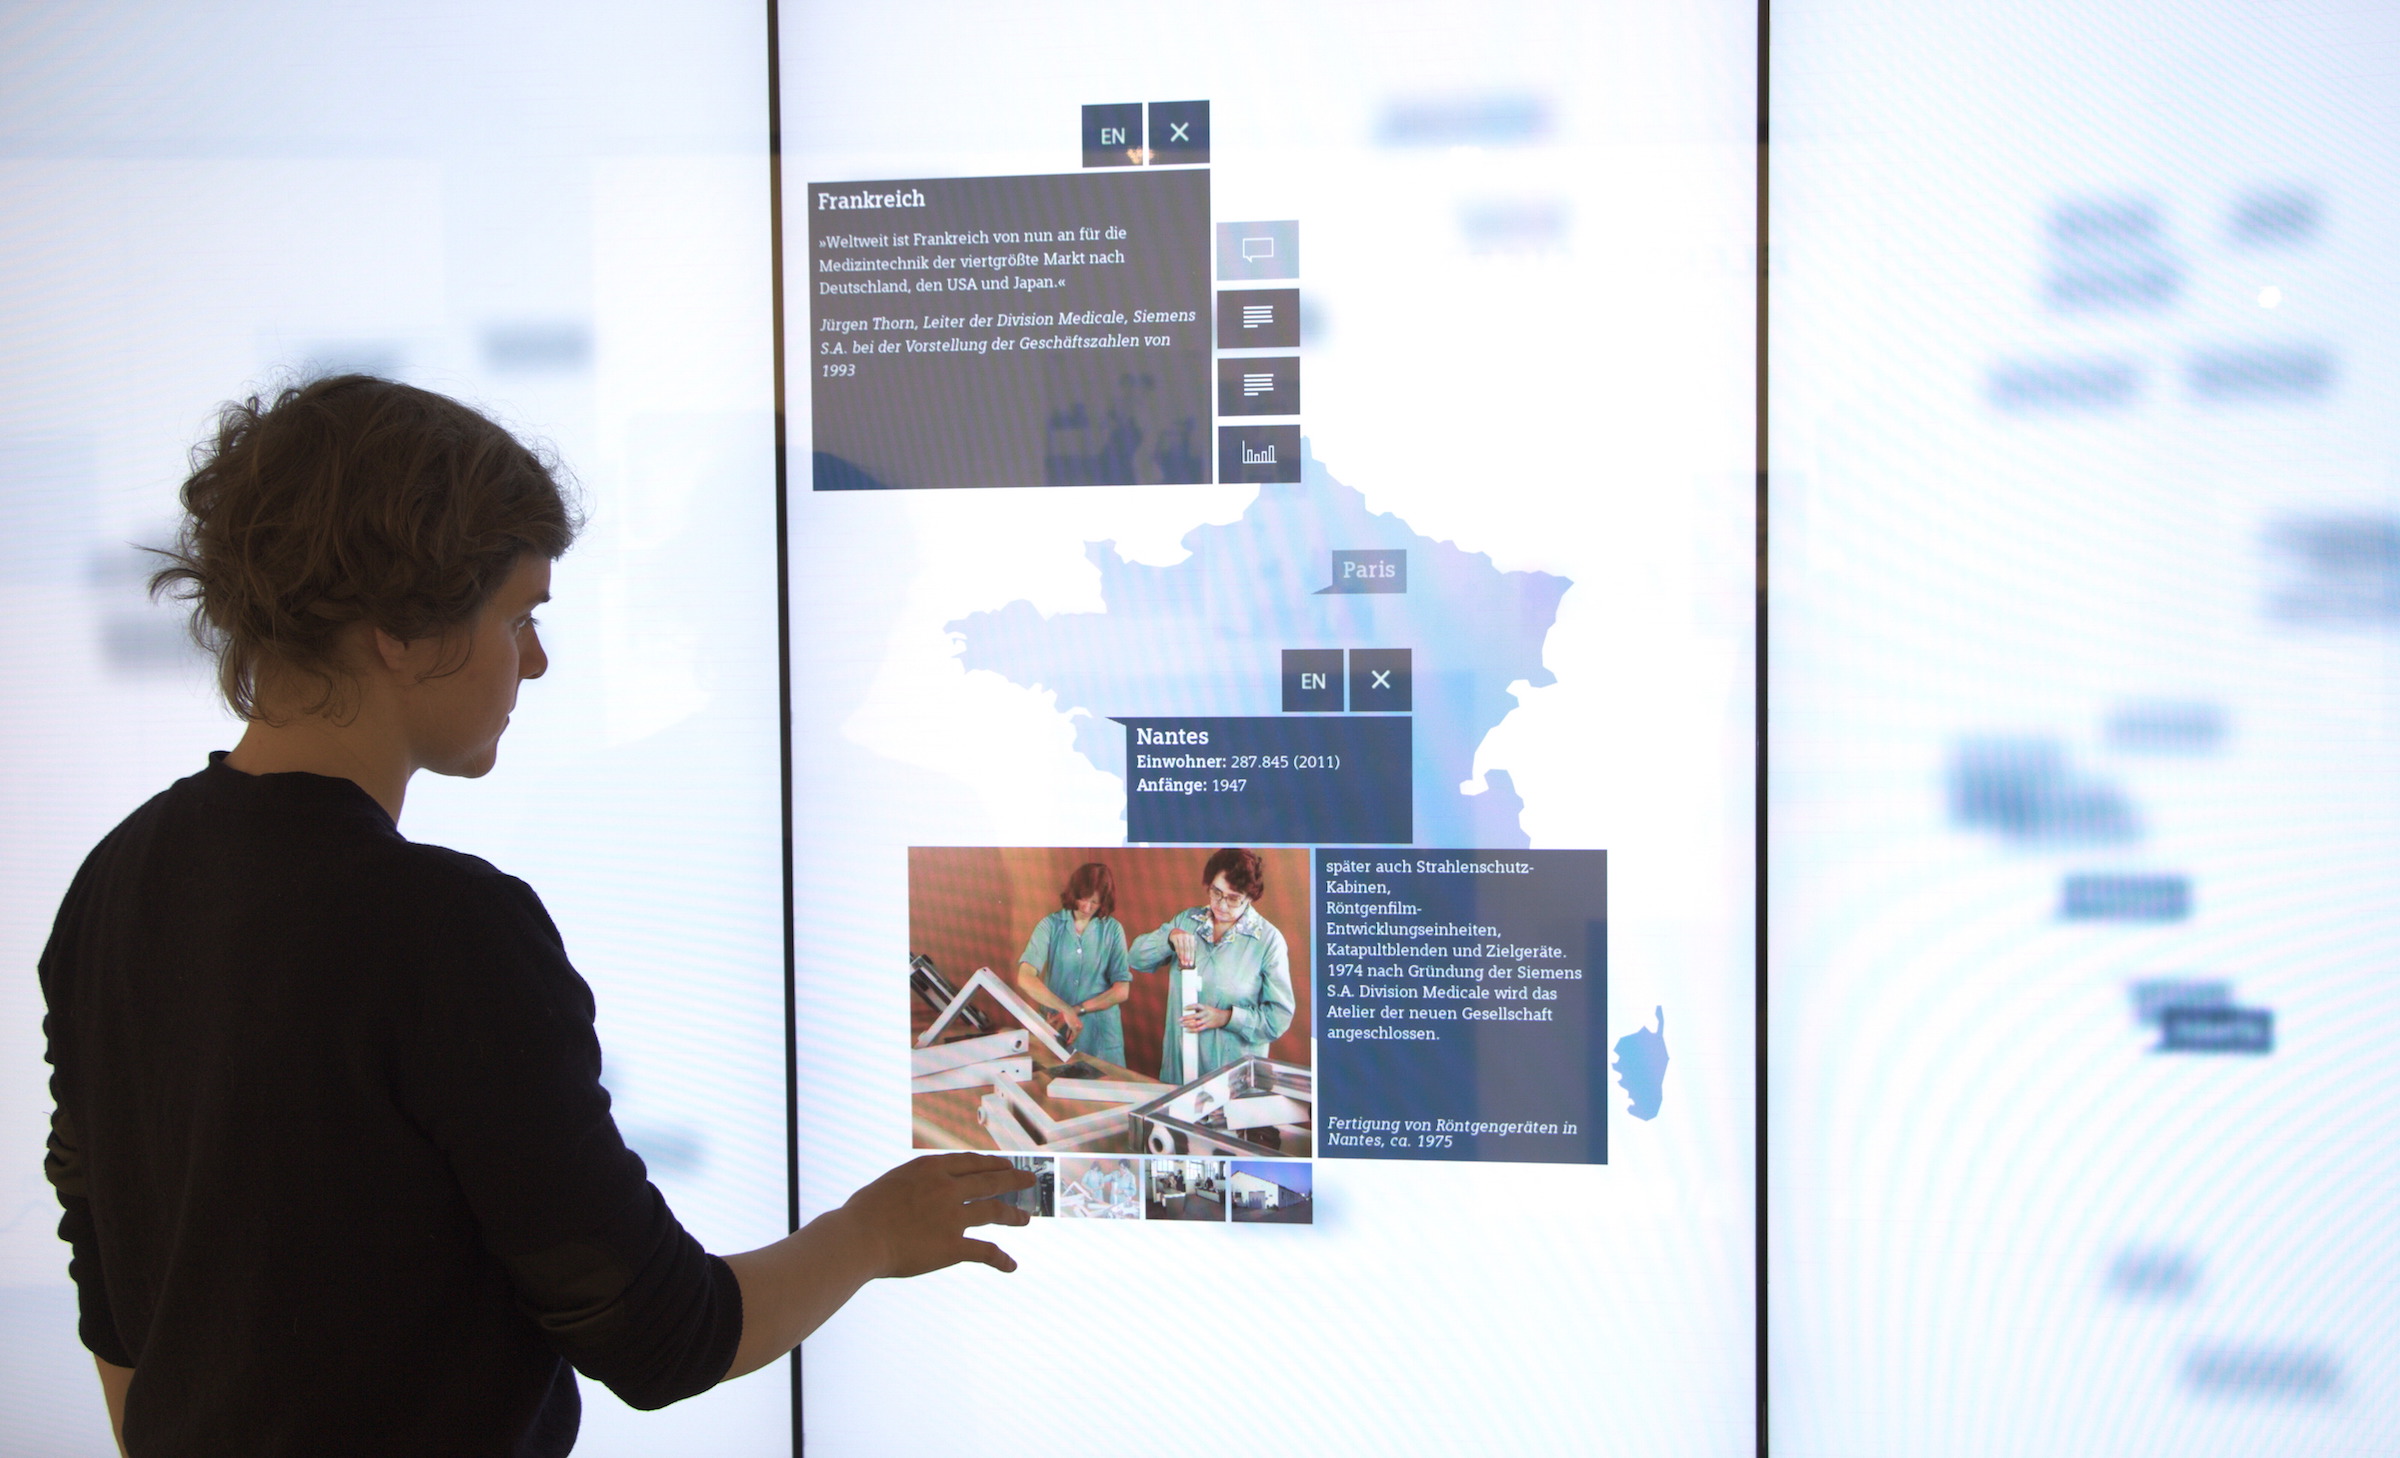 EN
Frankreich
»Weltweit ist Frankreich von nun an für die
Medizintechnik der viertgrößte Markt nach
Deutschland, den USA und Japan.«
Jürgen Thorn, Leiter der Division Medicale, Siemens
S.A. bei der Vorstellung der Geschäftszahlen von
1993
Paris
EN
Nantes
Einwohner: 287.845 (2011)
Anfänge: 1947
später auch Strahlenschutz-
Kabinen,
Röntgenfilm-
Entwicklungseinheiten,
Katapultblenden und Zielgeräte.
1974 nach Gründung der Siemens
S.A. Division Medicale wird das
Atelier der neuen Gesellschaft
angeschlossen.
Fertigung von Röntgengeräten in
Nantes, ca. 1975